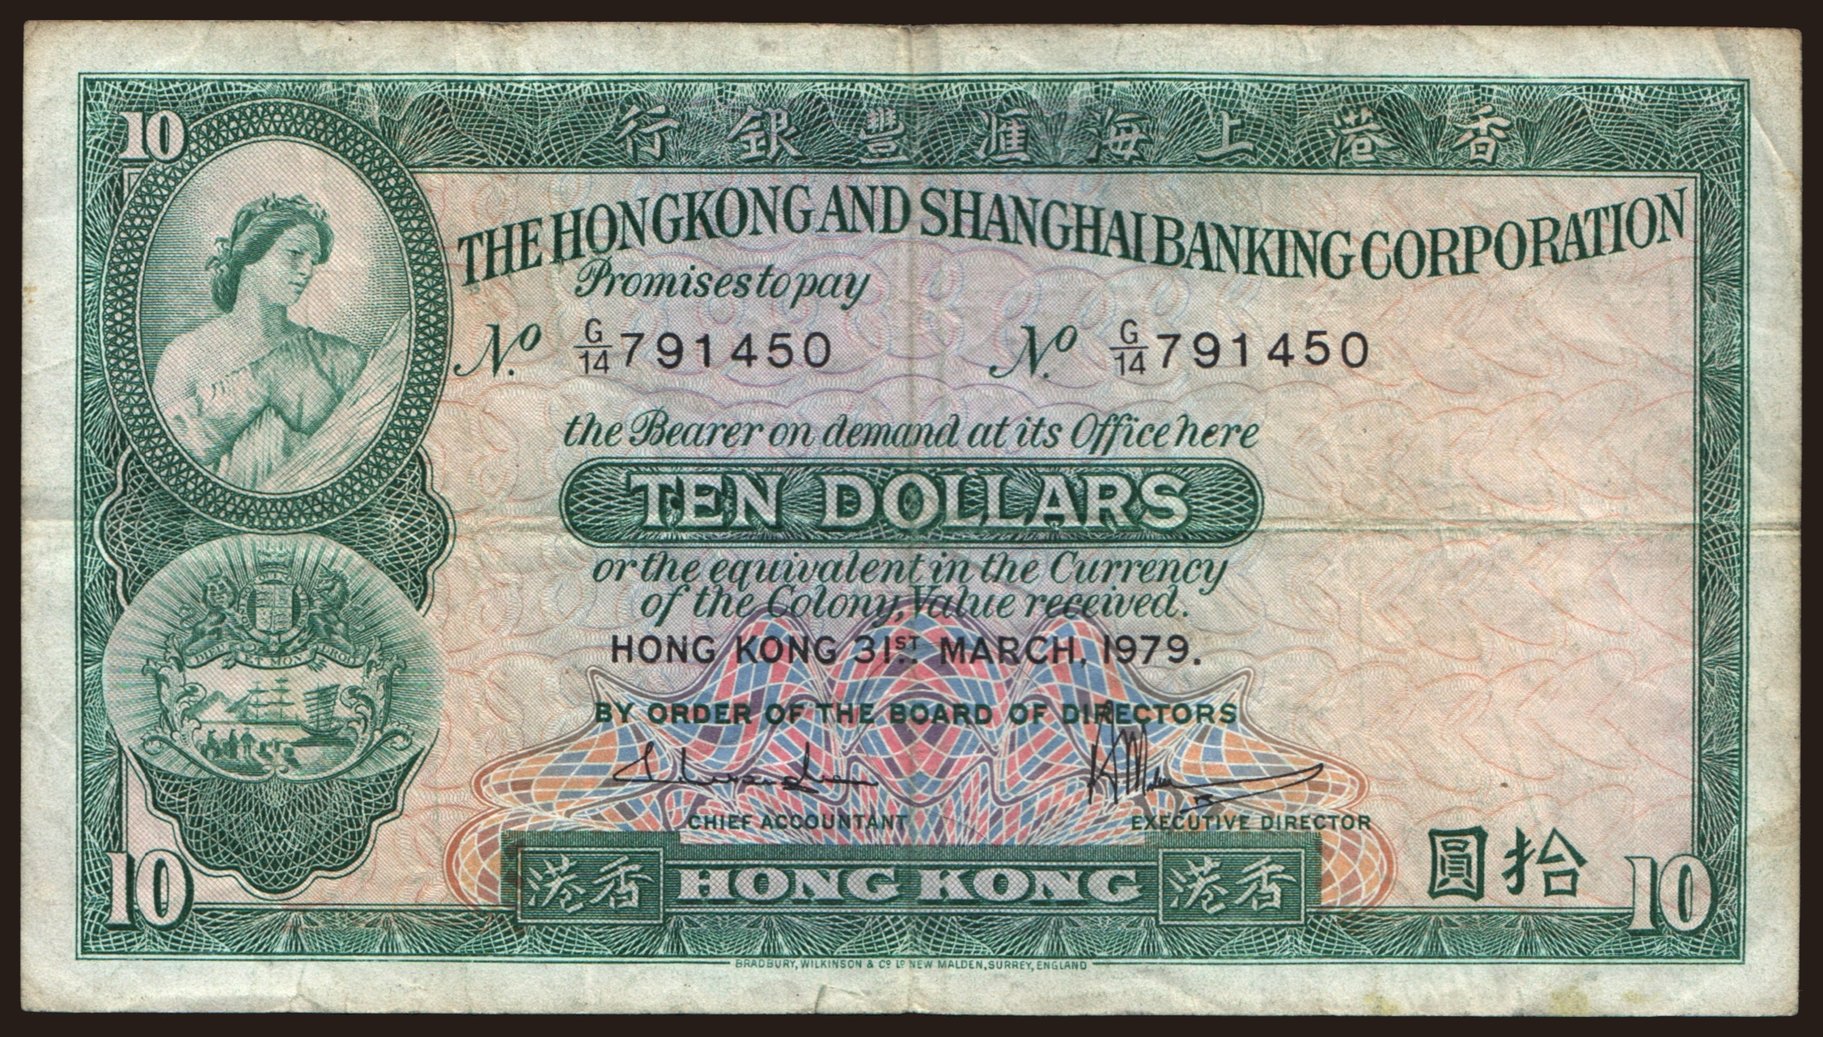 10
行銀豐滙海上港香
THE HONGKONG AND SHANGHAI BANKING CORPORATION
Promises to pay
No. G/14 791450 No. G/14 791450
the Bearer on demand at its Office here
TEN DOLLARS
or the equivalent in the Currency
of the Colony, Value received.
HONG KONG 31ST MARCH, 1979.
BY ORDER OF THE BOARD OF DIRECTORS
CHIEF ACCOUNTANT EXECUTIVE DIRECTOR
10 港香 HONG KONG 港香 圓拾 10
BRADBURY, WILKINSON & Co. Ld. NEW MALDEN, SURREY, ENGLAND